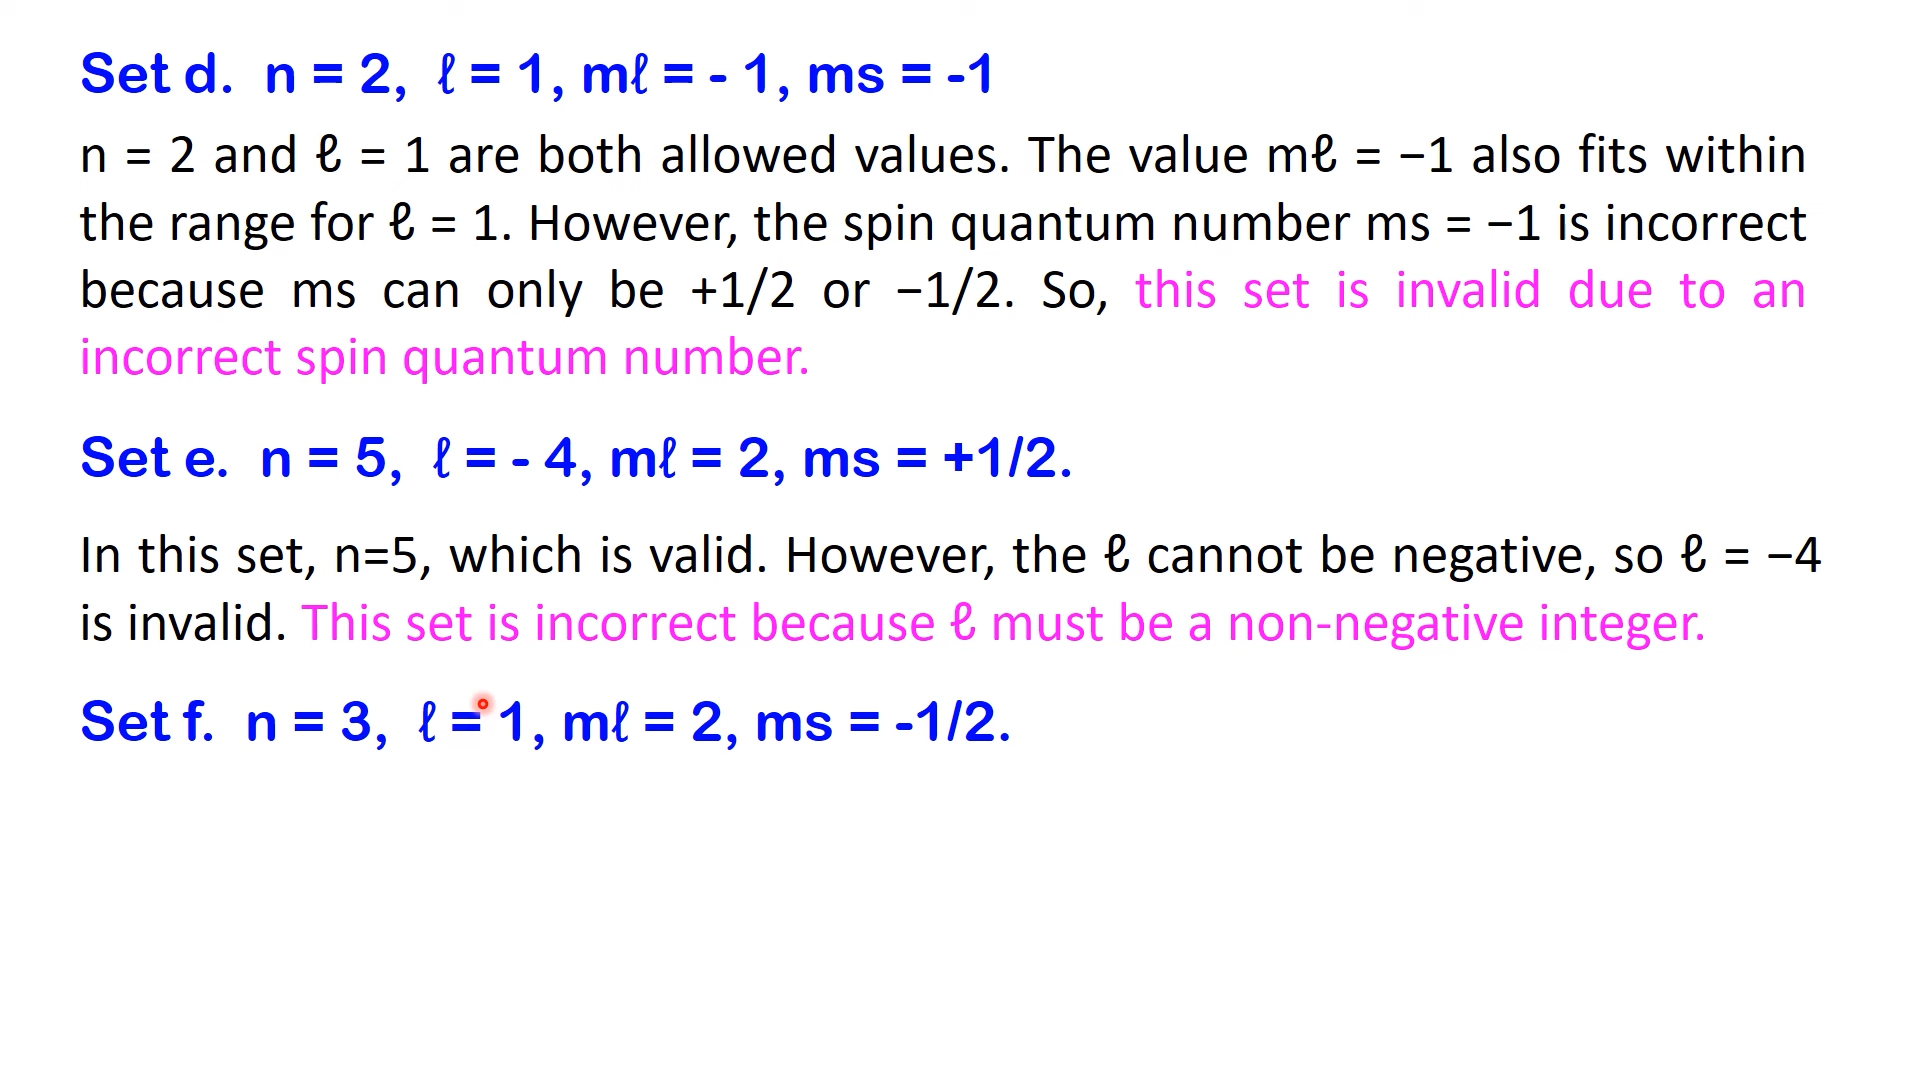 Set d. n = 2, ℓ = 1, mℓ = - 1, ms = -1
n = 2 and ℓ = 1 are both allowed values. The value mℓ = −1 also fits within
the range for ℓ = 1. However, the spin quantum number ms = −1 is incorrect
because ms can only be +1/2 or −1/2. So, this set is invalid due to an
incorrect spin quantum number.
Set e. n = 5, ℓ = - 4, mℓ = 2, ms = +1/2.
In this set, n=5, which is valid. However, the ℓ cannot be negative, so ℓ = −4
is invalid. This set is incorrect because ℓ must be a non-negative integer.
Set f. n = 3, ℓ = 1, mℓ = 2, ms = -1/2.